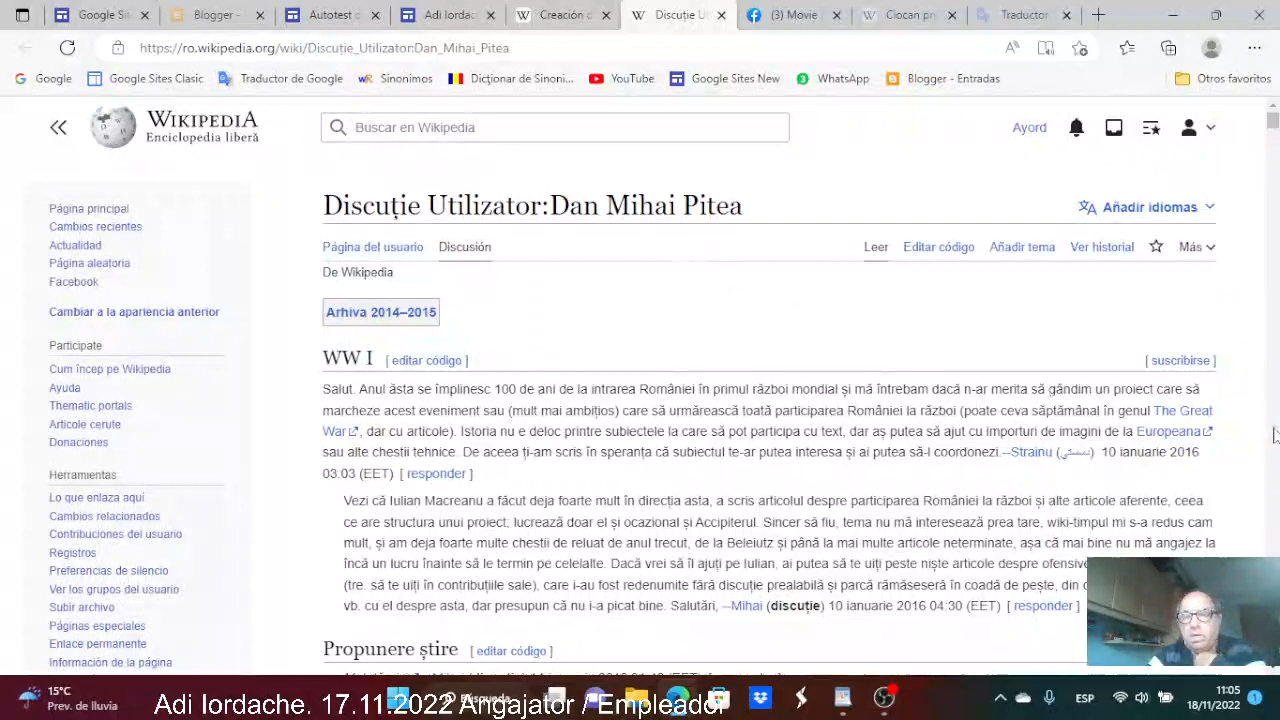 Google S
Blogger -
Autotest d
Adi Iordac
Creación d
Discuție Ut
(3) Movie
Ciocan pn
Traductor
https://ro.wikipedia.org/wiki/Discuție_Utilizator:Dan_Mihai_Pitea
Google
Google Sites Clasic
Traductor de Google
Sinonimos
Dicționar de Sinoni...
YouTube
Google Sites New
WhatsApp
Blogger - Entradas
Otros favoritos
WIKIPEDIA
Enciclopedia liberă
Buscar en Wikipedia
Ayord
Página principal
Cambios recientes
Actualidad
Página aleatoria
Facebook
Cambiar a la apariencia anterior
Participate
Cum încep pe Wikipedia
Ayuda
Thematic portals
Articole cerute
Donaciones
Herramientas
Lo que enlaza aquí
Cambios relacionados
Contribuciones del usuario
Registros
Preferencias de silencio
Ver los grupos del usuario
Subir archivo
Páginas especiales
Enlace permanente
Información de la página
Discuție Utilizator:Dan Mihai Pitea
Añadir idiomas
Página del usuario
Discusión
Leer
Editar código
Añadir tema
Ver historial
Más
De Wikipedia
Arhiva 2014–2015
WW I [ editar código ]
[ suscribirse ]
Salut. Anul ăsta se împlinesc 100 de ani de la intrarea României în primul război mondial și mă întrebam dacă n-ar merita să gândim un proiect care să
marcheze acest eveniment sau (mult mai ambițios) care să urmărească toată participarea României la război (poate ceva săptămânal în genul The Great
War, dar cu articole). Istoria nu e deloc printre subiectele la care să pot participa cu text, dar aș putea să ajut cu importuri de imagini de la Europeana
sau alte chestii tehnice. De aceea ți-am scris în speranța că subiectul te-ar putea interesa și ai putea să-l coordonezi.--Strainu 10 ianuarie 2016
03:03 (EET) [ responder ]
Vezi că Iulian Macreanu a făcut deja foarte mult în direcția asta, a scris articolul despre participarea României la război și alte articole aferente, ceea
ce are structura unui proiect, lucrează doar el și ocazional și Accipiterul. Sincer să fiu, tema nu mă interesează prea tare, wiki-timpul mi s-a redus cam
mult, și am deja foarte multe chestii de reluat de anul trecut, de la Beleiutz și până la mai multe articole neterminate, așa că mai bine nu mă angajez la
încă un lucru înainte să le termin pe celelalte. Dacă vrei să îl ajuți pe Iulian, ai putea să te uiți peste niște articole despre ofensive
(tre. să te uiți în contribuțiile sale), care i-au fost redenumite fără discuție prealabilă și parcă rămăseseră în coadă de pește, din
vb. cu el despre asta, dar presupun că nu i-a picat bine. Salutări, --Mihai (discuție) 10 ianuarie 2016 04:30 (EET) [ responder ]
Propunere știre [ editar código ]
15°C
Prev. de lluvia
Búsqueda
Adi Iordache. 17.11.2022 Angajator / Empleador
ESP
11:05
18/11/2022
1